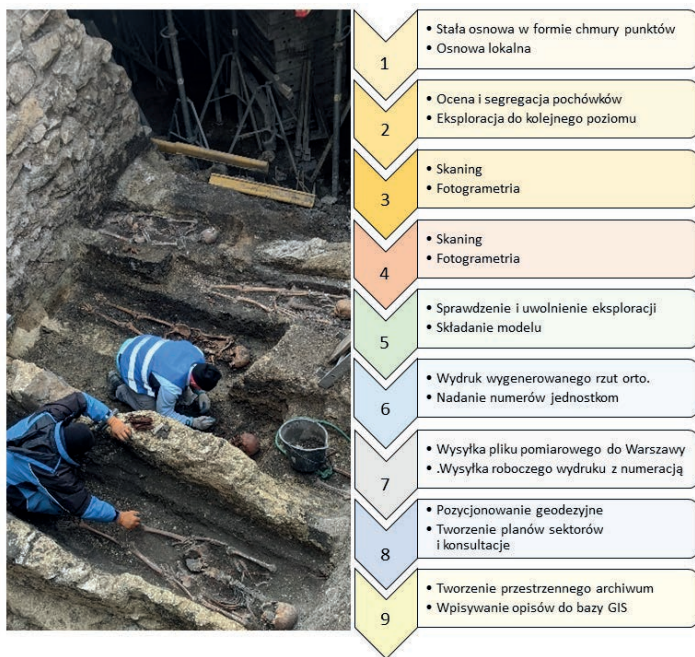 1
• Stała osnowa w formie chmury punktów
• Osnowa lokalna
2
• Ocena i segregacja pochówków
• Eksploracja do kolejnego poziomu
3
• Skaning
• Fotogrametria
4
• Skaning
• Fotogrametria
5
• Sprawdzenie i uwolnienie eksploracji
• Składanie modelu
6
• Wydruk wygenerowanego rzut orto.
• Nadanie numerów jednostkom
7
• Wysyłka pliku pomiarowego do Warszawy
• .Wysyłka roboczego wydruku z numeracją
8
• Pozycjonowanie geodezyjne
• Tworzenie planów sektorów
i konsultacje
9
• Tworzenie przestrzennego archiwum
• Wpisywanie opisów do bazy GIS